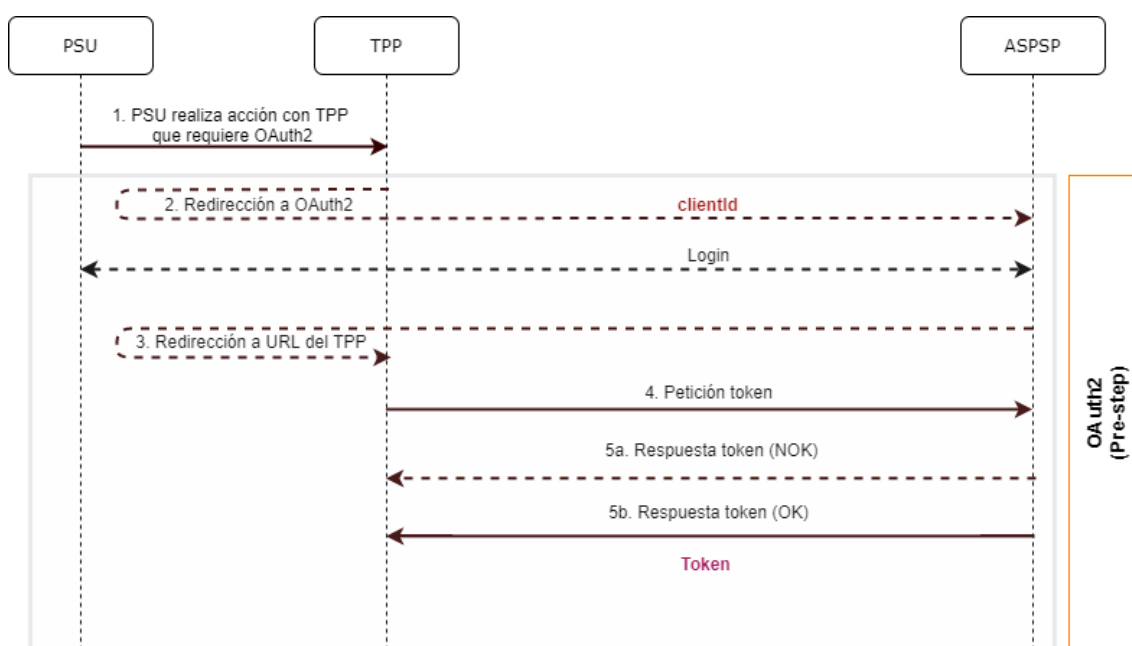 PSU
TPP
ASPSP
1. PSU realiza acción con TPP
que requiere OAuth2
2. Redirección a OAuth2
clientId
Login
3. Redirección a URL del TPP
4. Petición token
5a. Respuesta token (NOK)
5b. Respuesta token (OK)
Token
OAuth2
(Pre-step)